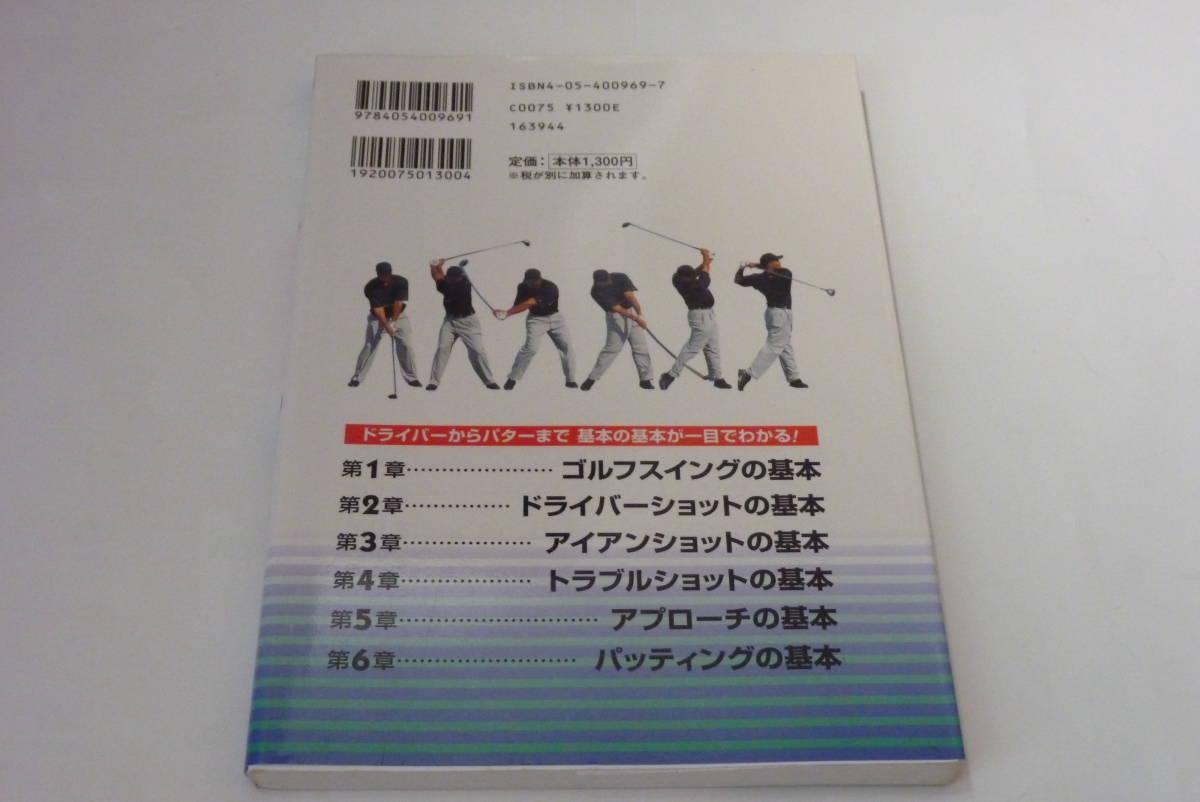 ISBN4-05-400969-7
9784054009691
C0075 ¥1300E
163944
1920075013004
定価：本体1,300円
※税が別に加算されます。
ドライバーからパターまで 基本の基本が一目でわかる！
第1章………………… ゴルフスイングの基本
第2章…………… ドライバーショットの基本
第3章……………… アイアンショットの基本
第4章……………… トラブルショットの基本
第5章……………………… アプローチの基本
第6章…………………… パッティングの基本